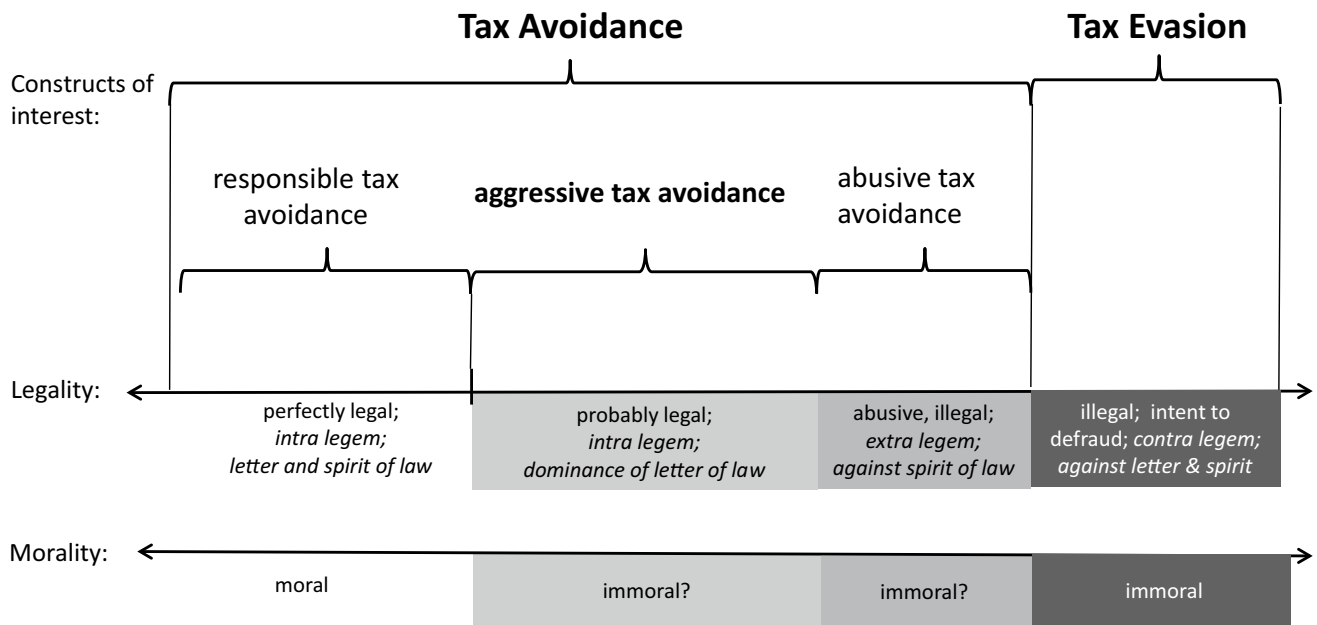 Tax Avoidance
Tax Evasion
Constructs of
interest:
responsible tax
avoidance
aggressive tax avoidance
abusive tax
avoidance
Legality:
perfectly legal;
intra legem;
letter and spirit of law
probably legal;
intra legem;
dominance of letter of law
abusive, illegal;
extra legem;
against spirit of law
illegal; intent to
defraud; contra legem;
against letter & spirit
Morality:
moral
immoral?
immoral?
immoral